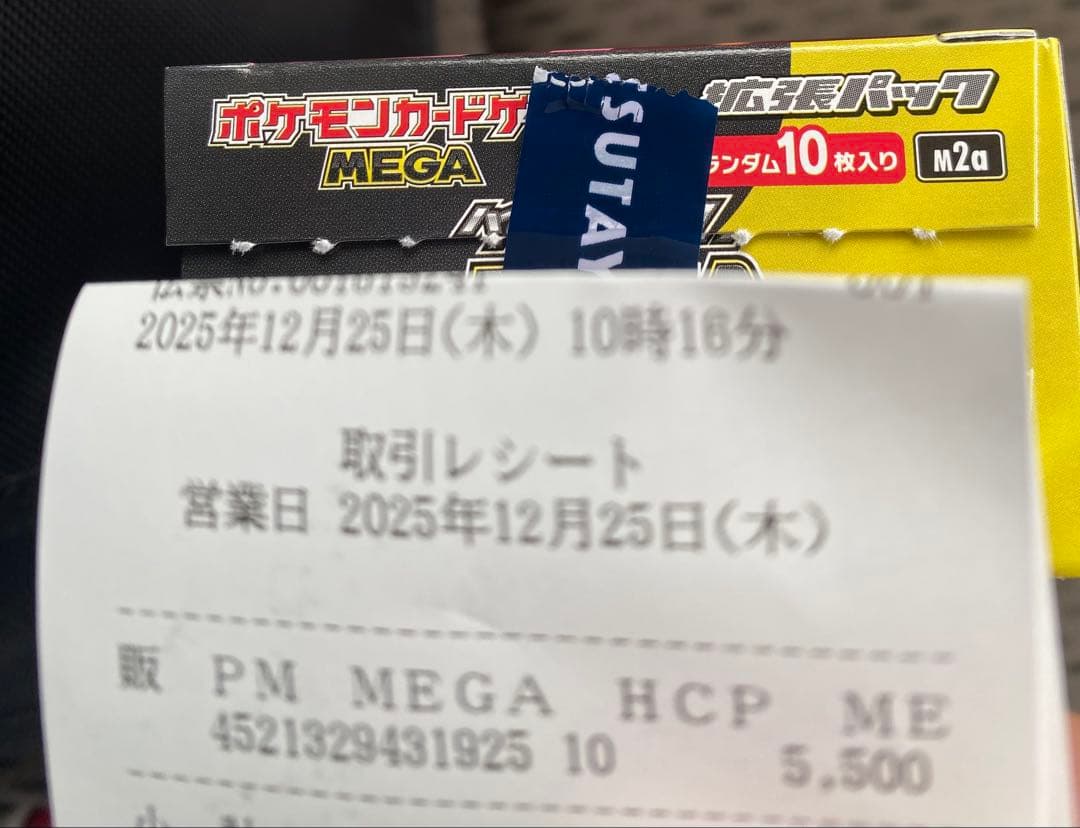 ポケモンカードゲ
MEGA
拡張パック
ランダム10枚入り
M2a
TSUTAY
2025年12月25日(木) 10時16分
取引レシート
営業日 2025年12月25日(木)
販 PM MEGA HCP ME
4521329431925 10 5,500